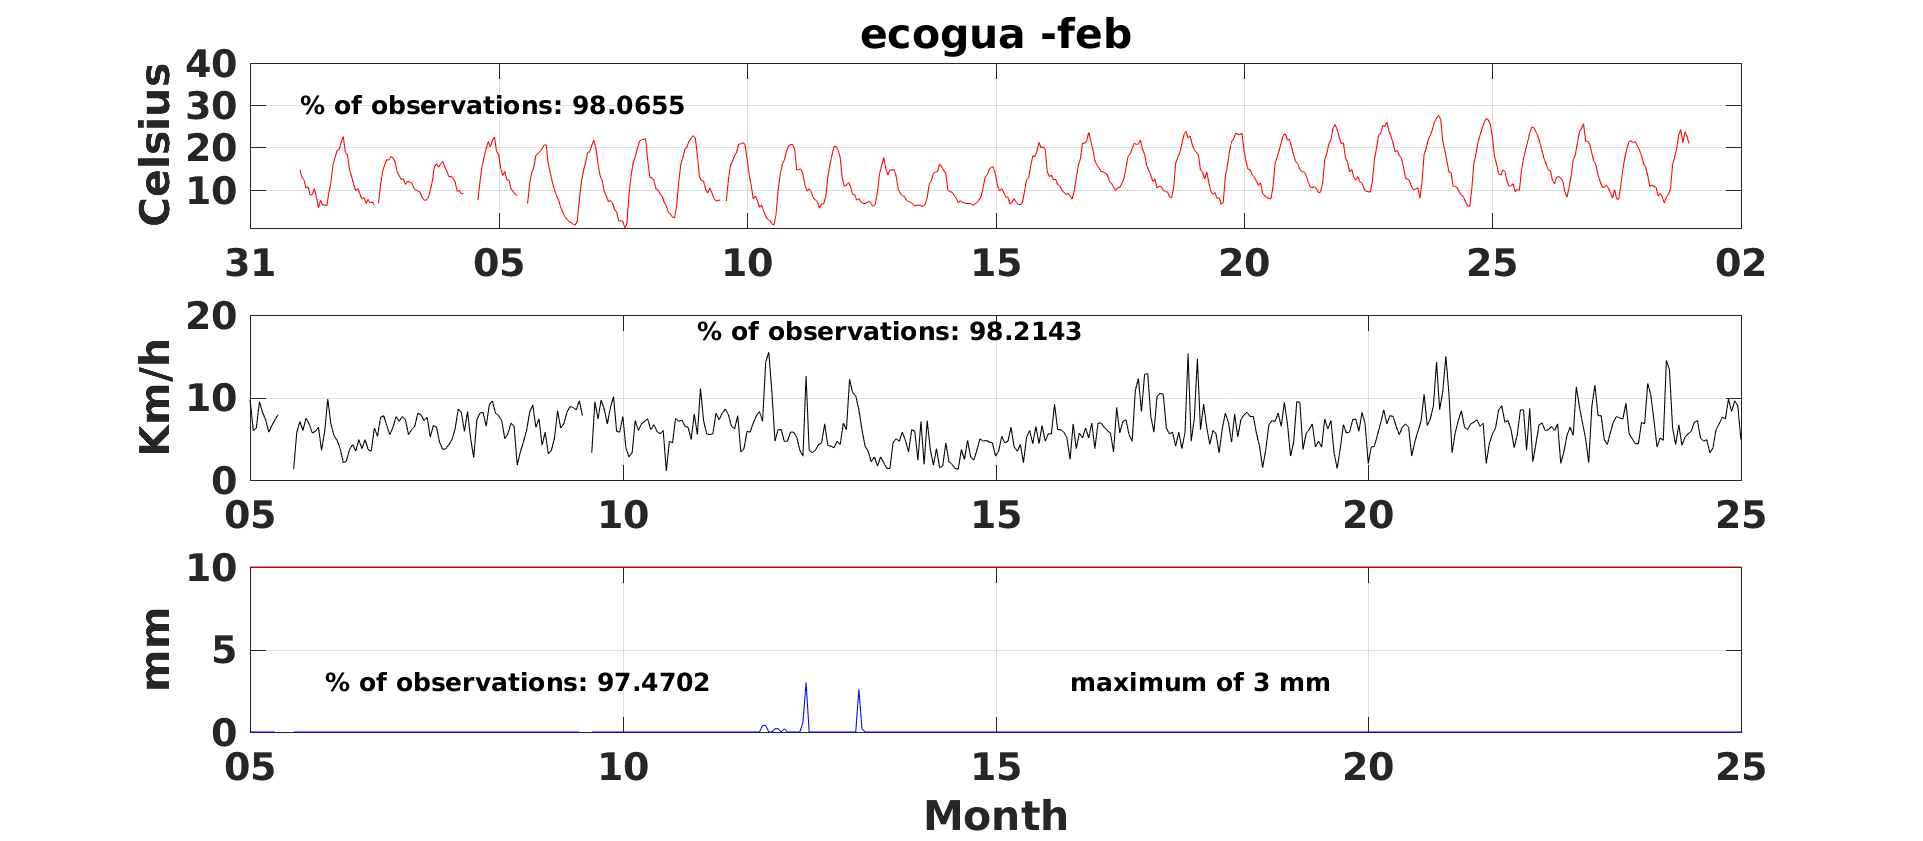 ecogua -feb
Celsius
40
30
20
10
% of observations: 98.0655
31 05 10 15 20 25 02
Km/h
20
10
0
% of observations: 98.2143
05 10 15 20 25
mm
10
5
0
% of observations: 97.4702 maximum of 3 mm
05 10 15 20 25
Month